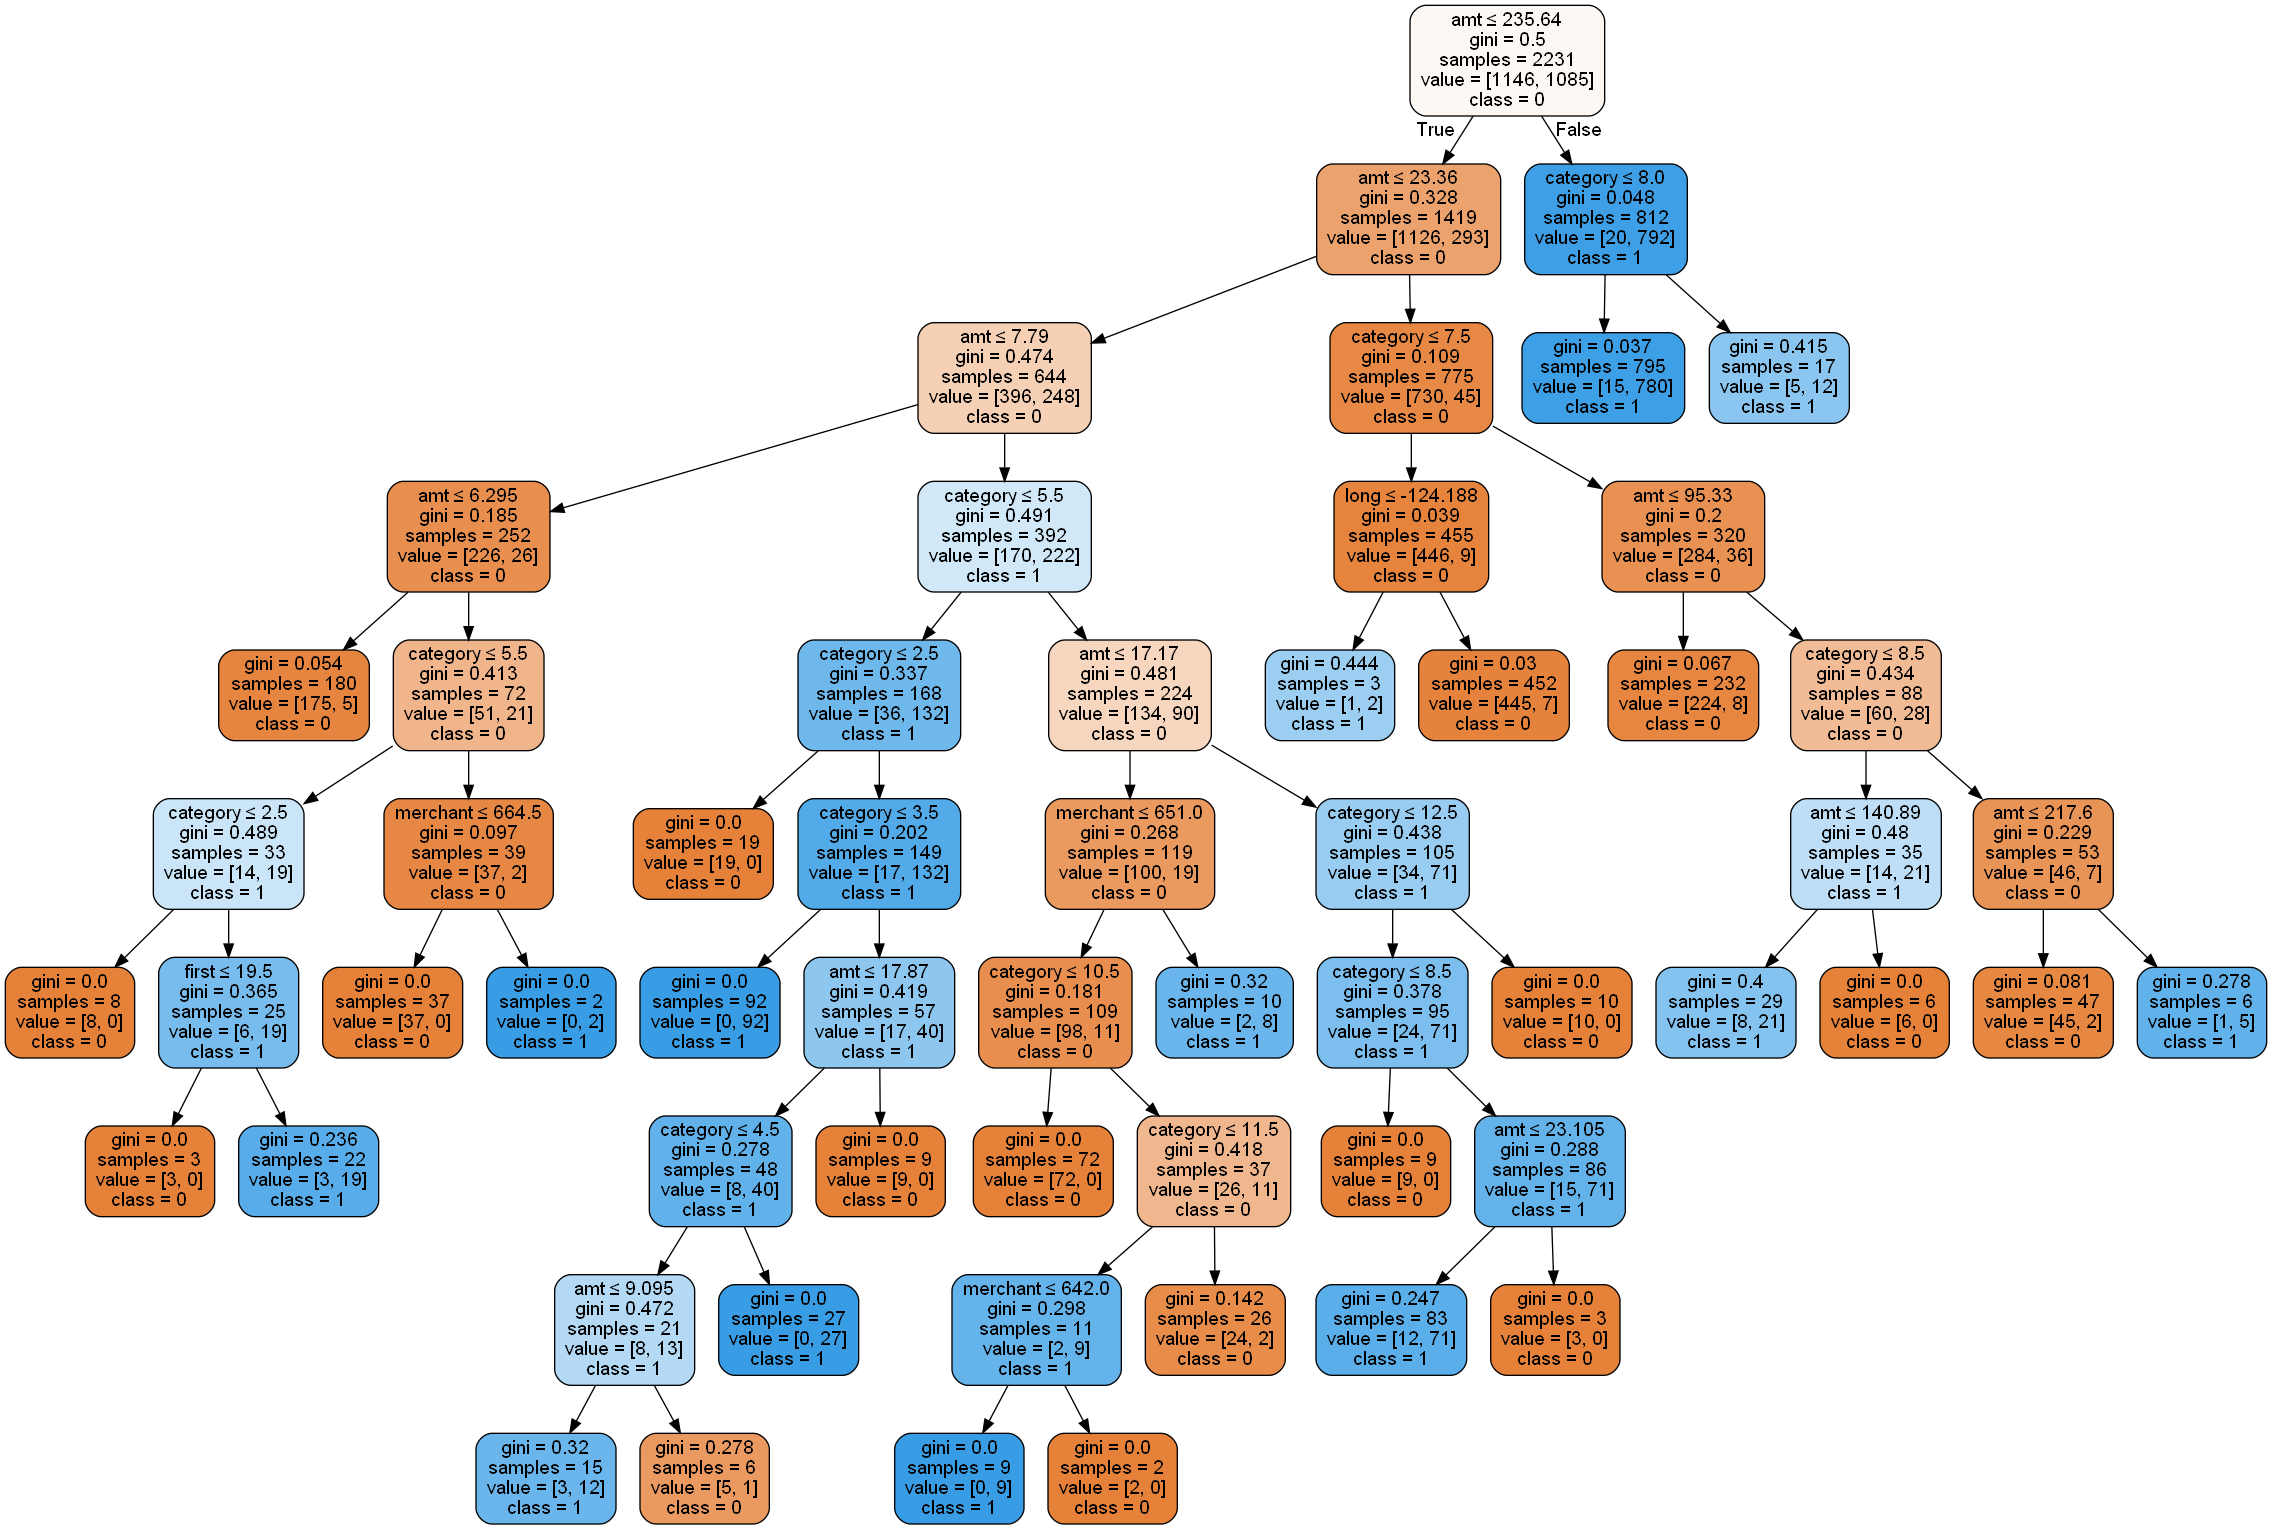 amt ≤ 235.64
gini = 0.5
samples = 2231
value = [1146, 1085]
class = 0
True
False
amt ≤ 23.36
gini = 0.328
samples = 1419
value = [1126, 293]
class = 0
category ≤ 8.0
gini = 0.048
samples = 812
value = [20, 792]
class = 1
amt ≤ 7.79
gini = 0.474
samples = 644
value = [396, 248]
class = 0
category ≤ 7.5
gini = 0.109
samples = 775
value = [730, 45]
class = 0
gini = 0.037
samples = 795
value = [15, 780]
class = 1
gini = 0.415
samples = 17
value = [5, 12]
class = 1
amt ≤ 6.295
gini = 0.185
samples = 252
value = [226, 26]
class = 0
category ≤ 5.5
gini = 0.491
samples = 392
value = [170, 222]
class = 1
long ≤ -124.188
gini = 0.039
samples = 455
value = [446, 9]
class = 0
amt ≤ 95.33
gini = 0.2
samples = 320
value = [284, 36]
class = 0
gini = 0.054
samples = 180
value = [175, 5]
class = 0
category ≤ 5.5
gini = 0.413
samples = 72
value = [51, 21]
class = 0
category ≤ 2.5
gini = 0.337
samples = 168
value = [36, 132]
class = 1
amt ≤ 17.17
gini = 0.481
samples = 224
value = [134, 90]
class = 0
gini = 0.444
samples = 3
value = [1, 2]
class = 1
gini = 0.03
samples = 452
value = [445, 7]
class = 0
gini = 0.067
samples = 232
value = [224, 8]
class = 0
category ≤ 8.5
gini = 0.434
samples = 88
value = [60, 28]
class = 0
category ≤ 2.5
gini = 0.489
samples = 33
value = [14, 19]
class = 1
merchant ≤ 664.5
gini = 0.097
samples = 39
value = [37, 2]
class = 0
gini = 0.0
samples = 19
value = [19, 0]
class = 0
category ≤ 3.5
gini = 0.202
samples = 149
value = [17, 132]
class = 1
merchant ≤ 651.0
gini = 0.268
samples = 119
value = [100, 19]
class = 0
category ≤ 12.5
gini = 0.438
samples = 105
value = [34, 71]
class = 1
amt ≤ 140.89
gini = 0.48
samples = 35
value = [14, 21]
class = 1
amt ≤ 217.6
gini = 0.229
samples = 53
value = [46, 7]
class = 0
gini = 0.0
samples = 8
value = [8, 0]
class = 0
first ≤ 19.5
gini = 0.365
samples = 25
value = [6, 19]
class = 1
gini = 0.0
samples = 37
value = [37, 0]
class = 0
gini = 0.0
samples = 2
value = [0, 2]
class = 1
gini = 0.0
samples = 92
value = [0, 92]
class = 1
amt ≤ 17.87
gini = 0.419
samples = 57
value = [17, 40]
class = 1
category ≤ 10.5
gini = 0.181
samples = 109
value = [98, 11]
class = 0
gini = 0.32
samples = 10
value = [2, 8]
class = 1
category ≤ 8.5
gini = 0.378
samples = 95
value = [24, 71]
class = 1
gini = 0.0
samples = 10
value = [10, 0]
class = 0
gini = 0.4
samples = 29
value = [8, 21]
class = 1
gini = 0.0
samples = 6
value = [6, 0]
class = 0
gini = 0.081
samples = 47
value = [45, 2]
class = 0
gini = 0.278
samples = 6
value = [1, 5]
class = 1
gini = 0.0
samples = 3
value = [3, 0]
class = 0
gini = 0.236
samples = 22
value = [3, 19]
class = 1
category ≤ 4.5
gini = 0.278
samples = 48
value = [8, 40]
class = 1
gini = 0.0
samples = 9
value = [9, 0]
class = 0
gini = 0.0
samples = 72
value = [72, 0]
class = 0
category ≤ 11.5
gini = 0.418
samples = 37
value = [26, 11]
class = 0
gini = 0.0
samples = 9
value = [9, 0]
class = 0
amt ≤ 23.105
gini = 0.288
samples = 86
value = [15, 71]
class = 1
amt ≤ 9.095
gini = 0.472
samples = 21
value = [8, 13]
class = 1
gini = 0.0
samples = 27
value = [0, 27]
class = 1
merchant ≤ 642.0
gini = 0.298
samples = 11
value = [2, 9]
class = 1
gini = 0.142
samples = 26
value = [24, 2]
class = 0
gini = 0.247
samples = 83
value = [12, 71]
class = 1
gini = 0.0
samples = 3
value = [3, 0]
class = 0
gini = 0.32
samples = 15
value = [3, 12]
class = 1
gini = 0.278
samples = 6
value = [5, 1]
class = 0
gini = 0.0
samples = 9
value = [0, 9]
class = 1
gini = 0.0
samples = 2
value = [2, 0]
class = 0